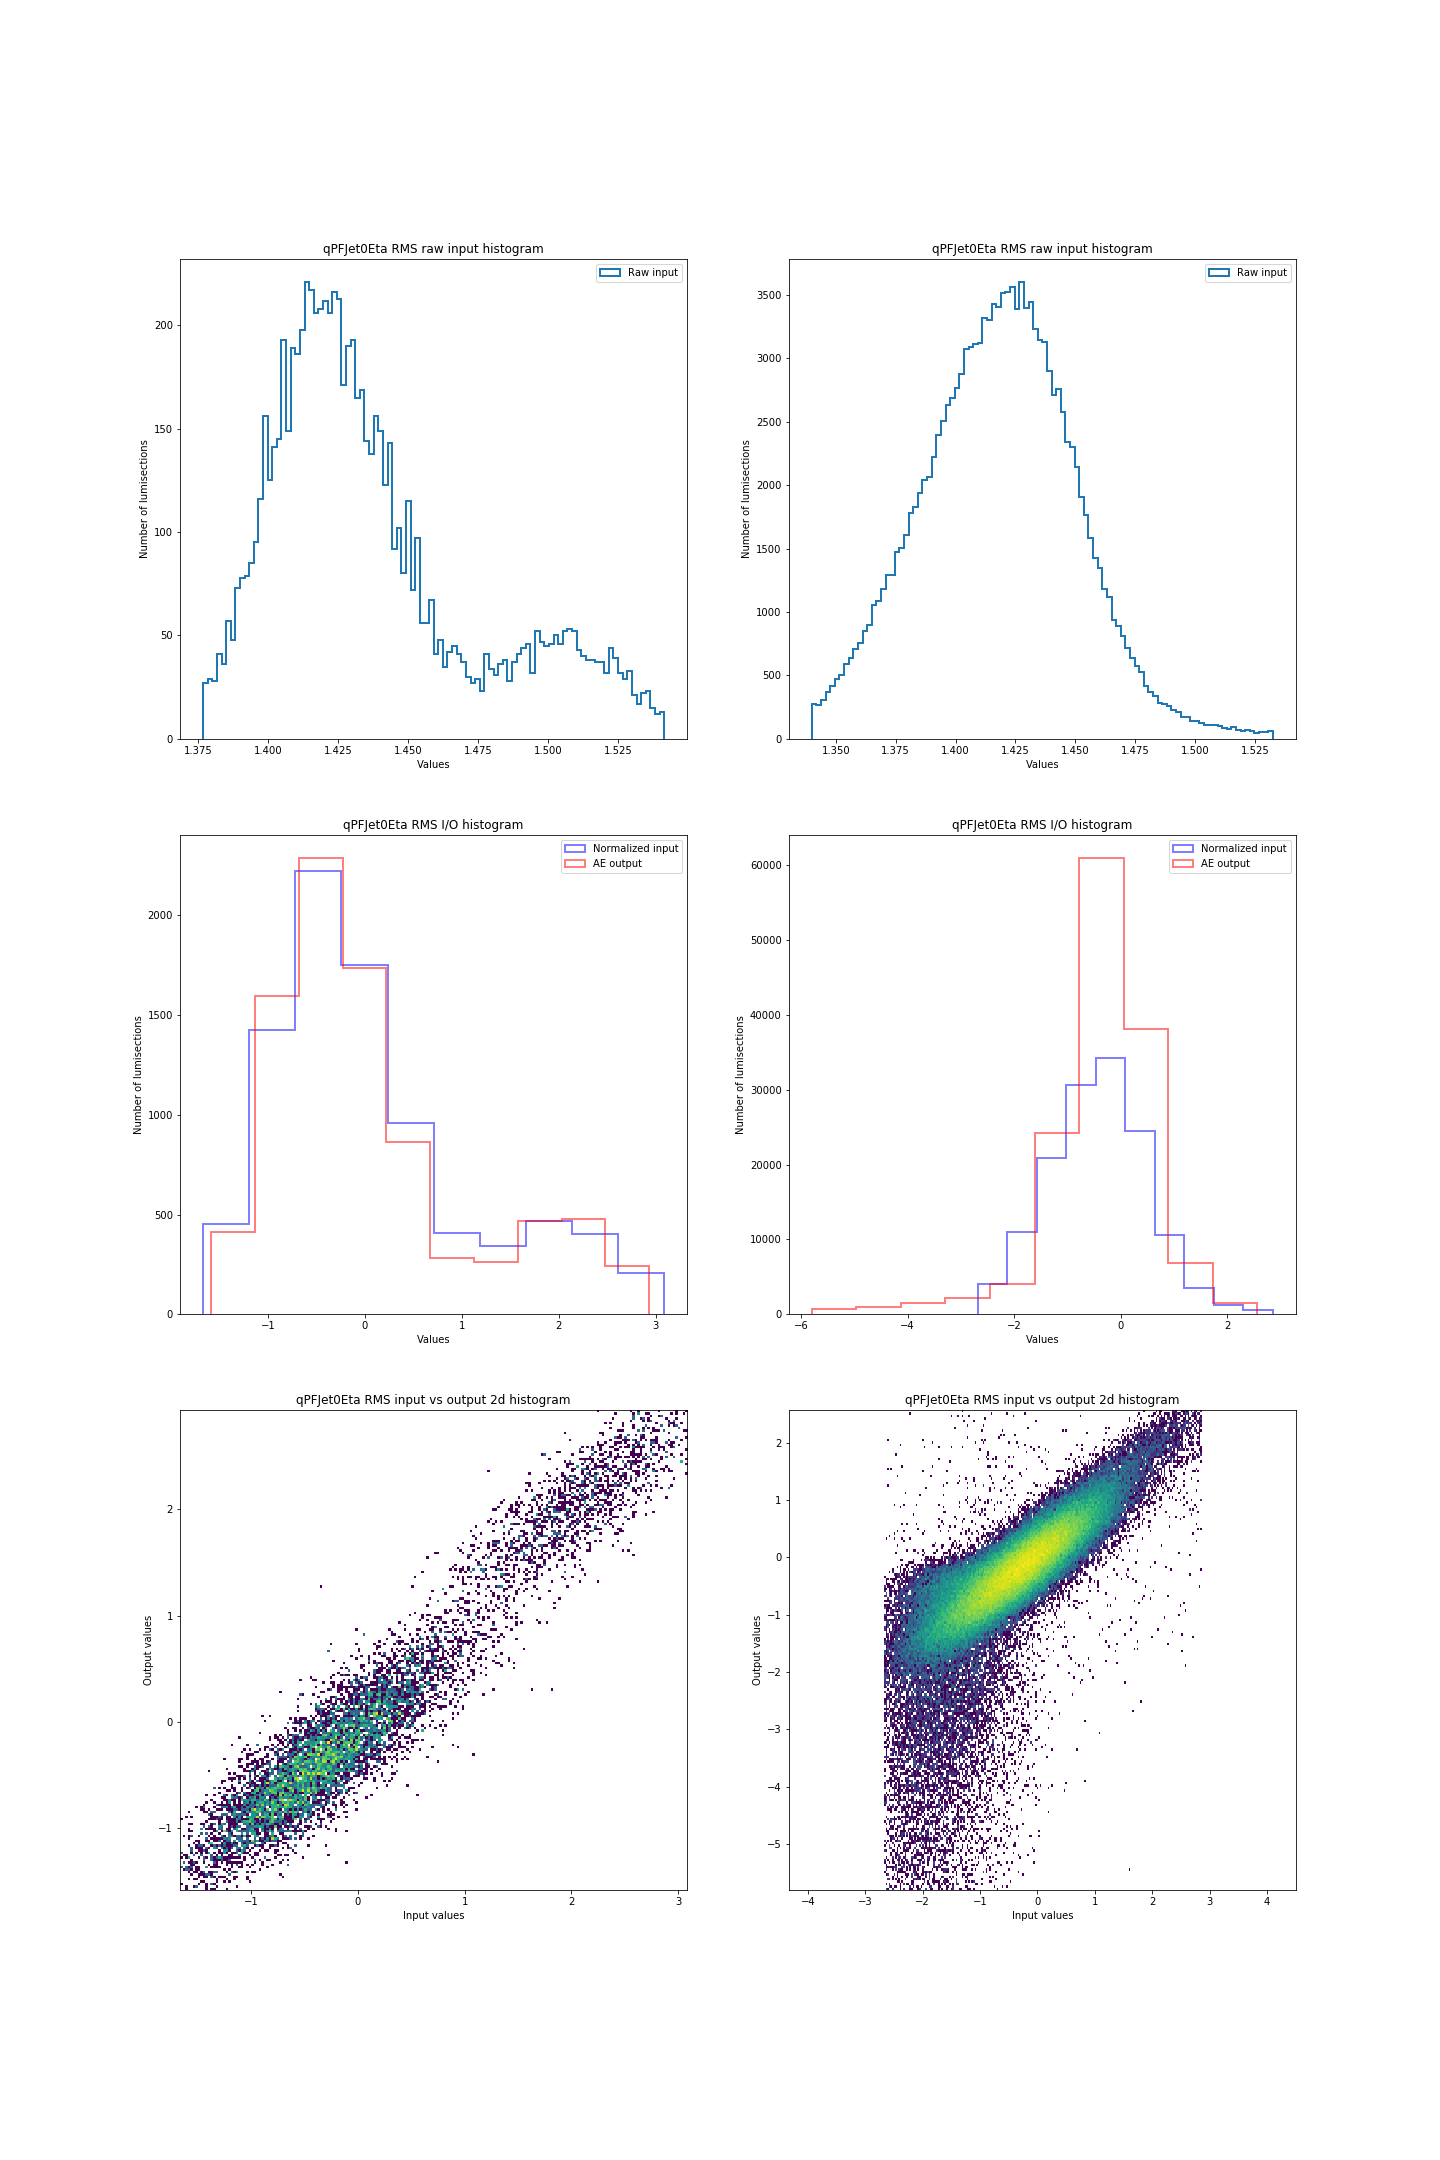 qPFJet0Eta RMS raw input histogram
Raw input
Number of lumisections
200
150
100
50
0
1.375 1.400 1.425 1.450 1.475 1.500 1.525
Values
qPFJet0Eta RMS raw input histogram
Raw input
Number of lumisections
3500
3000
2500
2000
1500
1000
500
0
1.350 1.375 1.400 1.425 1.450 1.475 1.500 1.525
Values
qPFJet0Eta RMS I/O histogram
Normalized input
AE output
Number of lumisections
2000
1500
1000
500
0
−1 0 1 2 3
Values
qPFJet0Eta RMS I/O histogram
Normalized input
AE output
Number of lumisections
60000
50000
40000
30000
20000
10000
0
−6 −4 −2 0 2
Values
qPFJet0Eta RMS input vs output 2d histogram
Output values
2
1
0
−1
−1 0 1 2 3
Input values
qPFJet0Eta RMS input vs output 2d histogram
Output values
2
1
0
−1
−2
−3
−4
−5
−4 −3 −2 −1 0 1 2 3 4
Input values